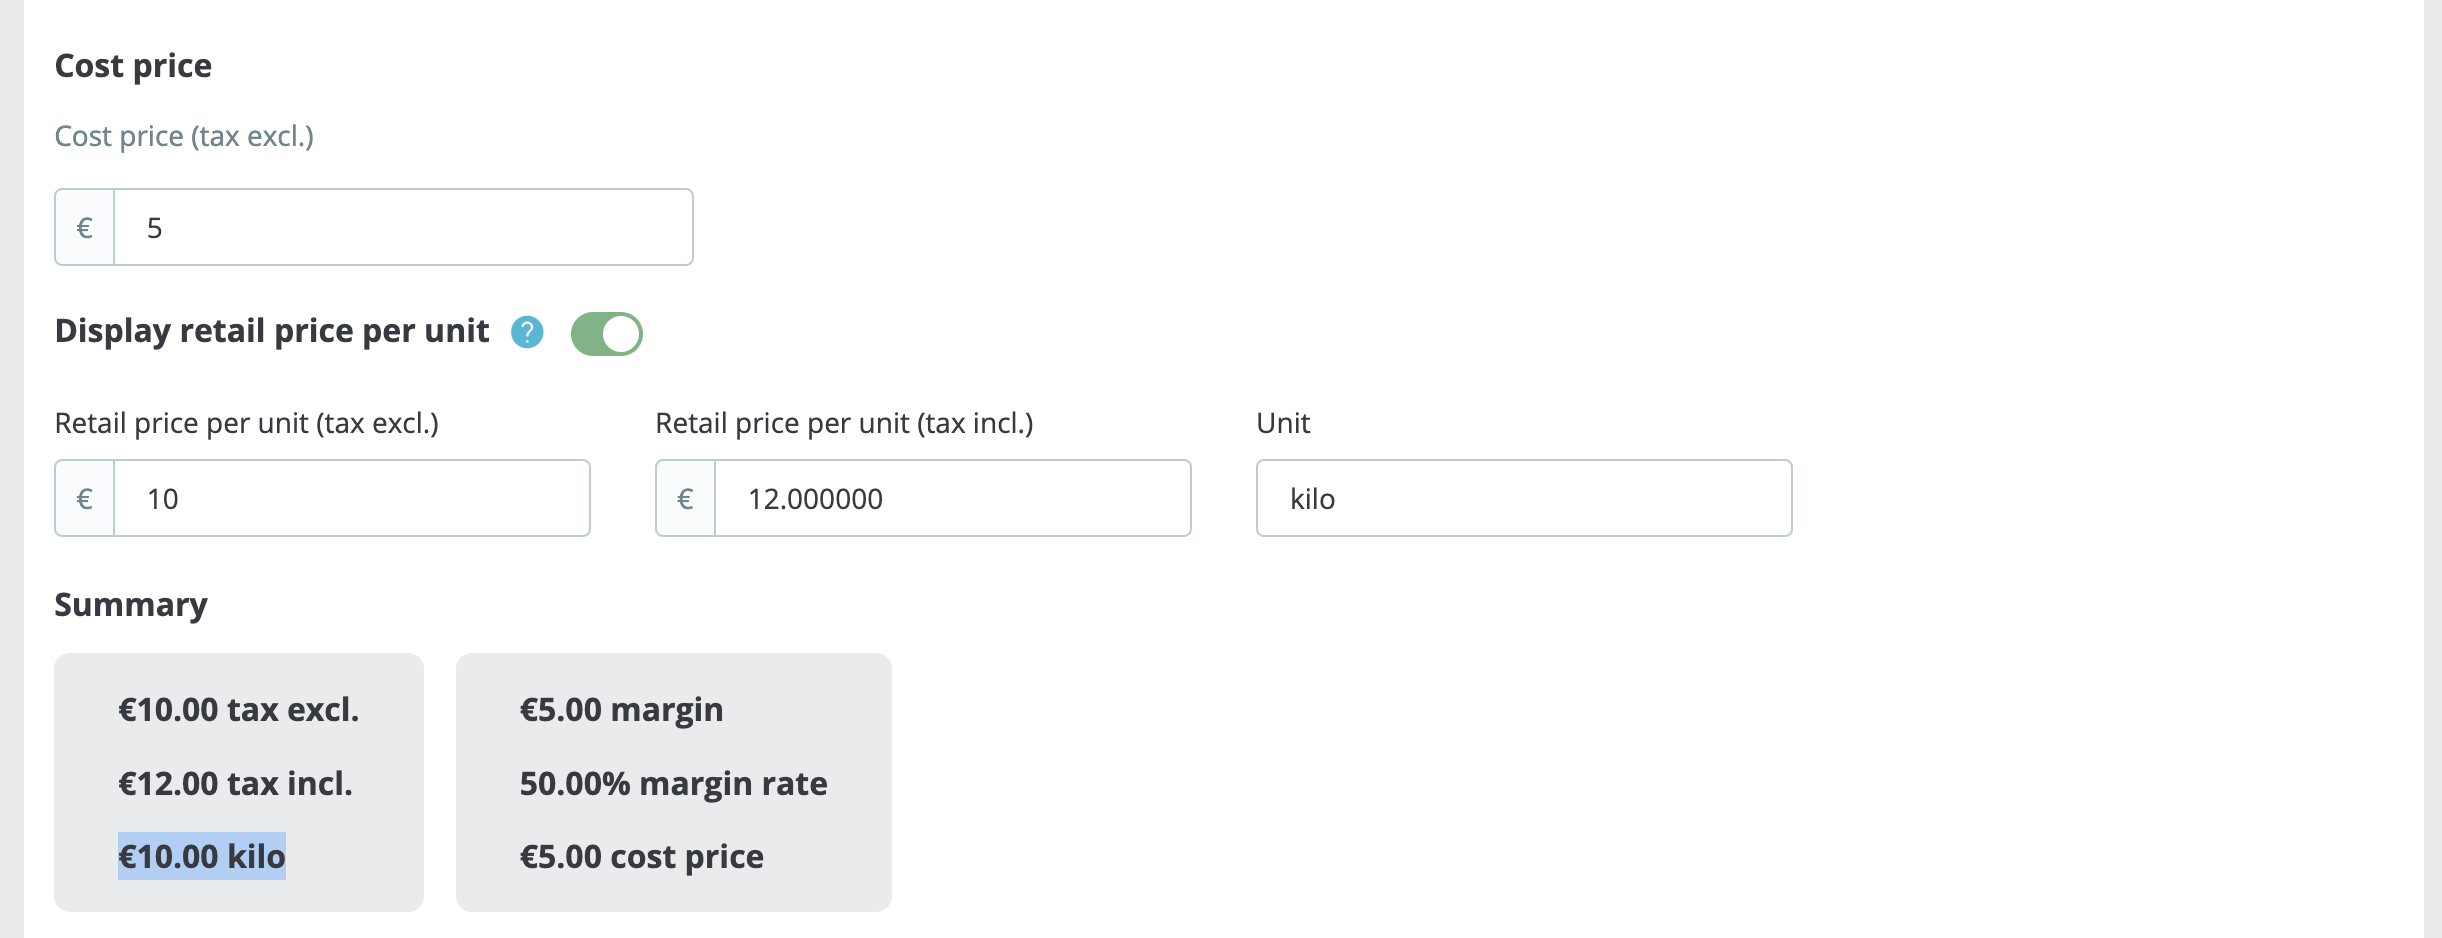 Cost price
Cost price (tax excl.)
€ 5
Display retail price per unit ?
Retail price per unit (tax excl.) Retail price per unit (tax incl.) Unit
€ 10 € 12.000000 kilo
Summary
€10.00 tax excl. €5.00 margin
€12.00 tax incl. 50.00% margin rate
€10.00 kilo €5.00 cost price